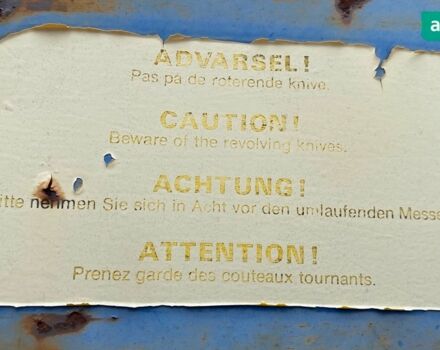 ADVARSEL!
Pas på de roterende knive.
CAUTION!
Beware of the revolving knives.
ACHTUNG!
itte nehmen Sie sich in Acht vor den umlaufenden Messe
ATTENTION!
Prenez garde des couteaux tournants.
a